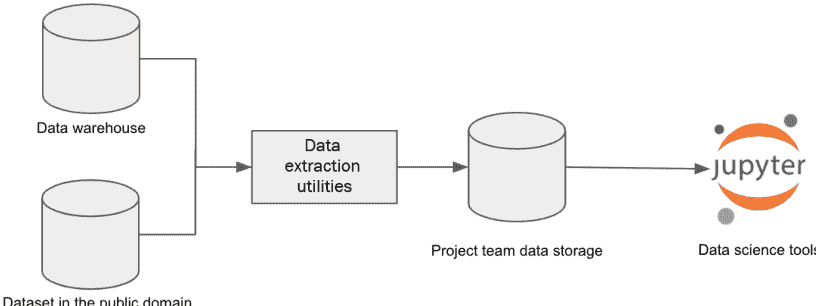 Data warehouse
Data
extraction
utilities
Project team data storage
jupyter
Data science tools
Dataset in the public domain